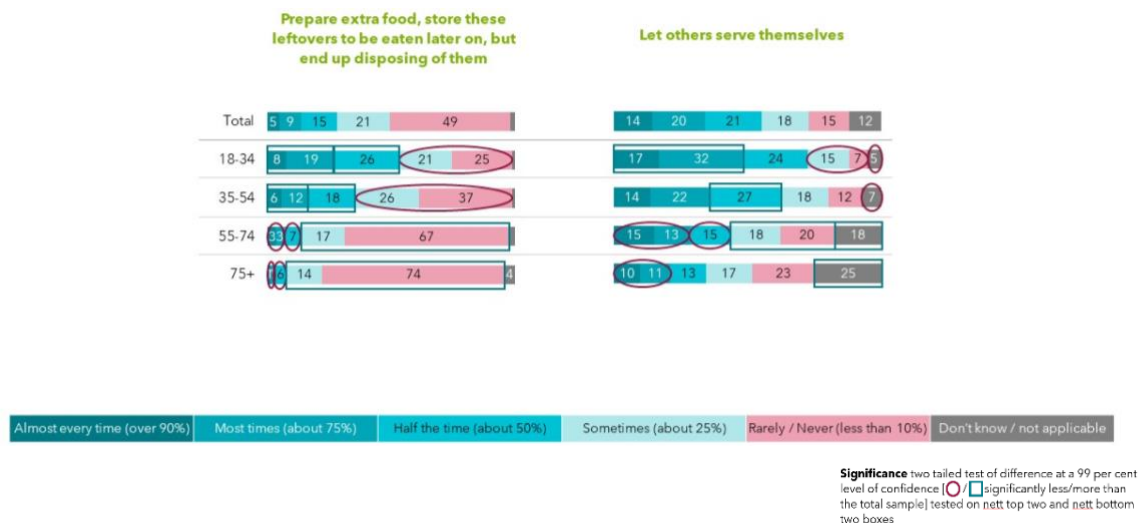 Prepare extra food, store these
leftovers to be eaten later on, but
end up disposing of them
Let others serve themselves
Total 5 9 15 21 49 14 20 21 18 15 12
18-34 8 19 26 21 25 17 32 24 15 7 5
35-54 6 12 18 26 37 14 22 27 18 12 7
55-74 3 3 7 17 67 15 13 15 18 20 18
75+ 6 14 74 4 10 11 13 17 23 25
Almost every time (over 90%) Most times (about 75%) Half the time (about 50%) Sometimes (about 25%) Rarely / Never (less than 10%) Don't know / not applicable
Significance two tailed test of difference at a 99 per cent
level of confidence [ / significantly less/more than
the total sample] tested on nett top two and nett bottom
two boxes